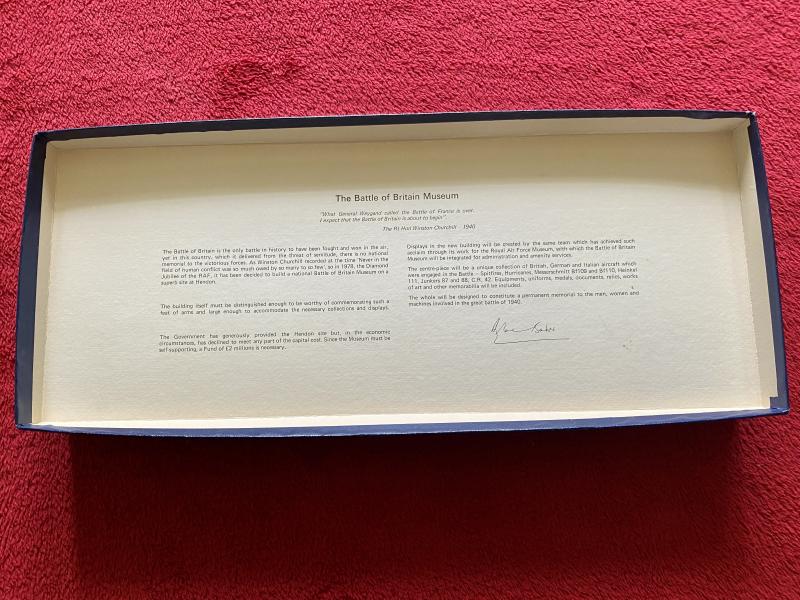 The Battle of Britain Museum
"What General Weygand called the Battle of France is over.
I expect that the Battle of Britain is about to begin".
The Rt Hon Winston Churchill 1940
The Battle of Britain is the only battle in history to have been fought and won in the air,
yet in this country, which it delivered from the threat of servitude, there is no national
memorial to the victorious forces. As Winston Churchill recorded at the time 'Never in the
field of human conflict was so much owed by so many to so few', so in 1978, the Diamond
Jubilee of the RAF, it has been decided to build a national Battle of Britain Museum on a
superb site at Hendon.
The building itself must be distinguished enough to be worthy of commemorating such a
feat of arms and large enough to accommodate the necessary collections and displays.
The Government has generously provided the Hendon site but, in the economic
circumstances, has declined to meet any part of the capital cost. Since the Museum must be
self-supporting, a Fund of £2 millions is necessary.
Displays in the new building will be created by the same team which has achieved such
acclaim through its work for the Royal Air Force Museum, with which the Battle of Britain
Museum will be integrated for administration and amenity services.
The centre-piece will be a unique collection of British, German and Italian aircraft which
were engaged in the Battle – Spitfires, Hurricanes, Messerschmitt Bf109 and Bf110, Heinkel
111, Junkers 87 and 88, C.R. 42. Equipments, uniforms, medals, documents, relics, works
of art and other memorabilia will be included.
The whole will be designed to constitute a permanent memorial to the men, women and
machines involved in the great battle of 1940.